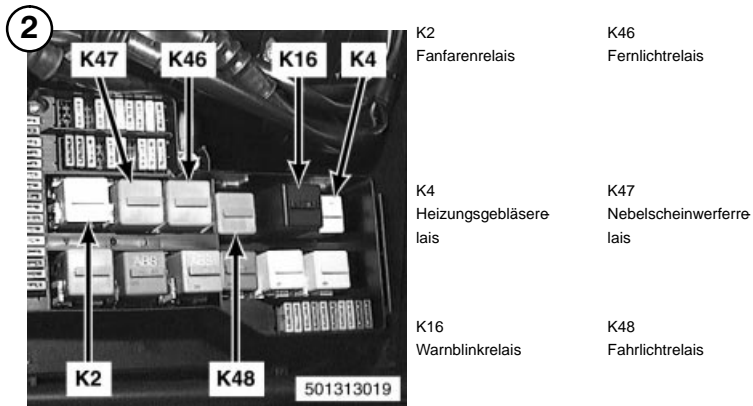 2
K47 K46 K16 K4
ABS ABS
K2 K48
501313019
K2
Fanfarenrelais
K46
Fernlichtrelais
K4
Heizungsgebläsere
lais
K47
Nebelscheinwerferre
lais
K16
Warnblinkrelais
K48
Fahrlichtrelais